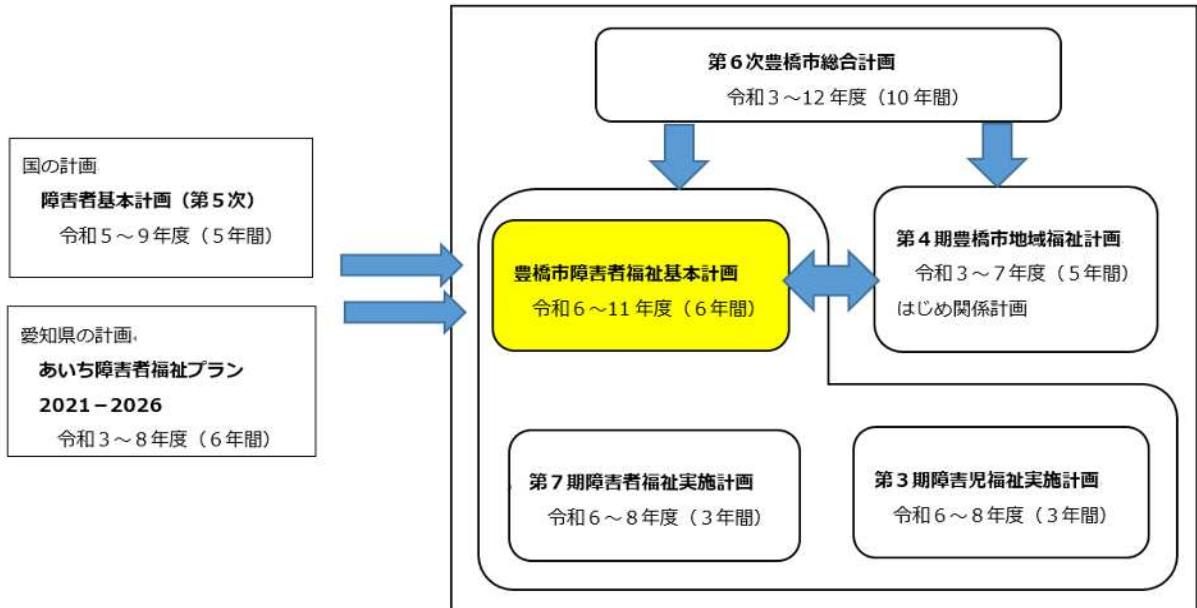 第６次豊橋市総合計画
令和３～12年度（10年間）
国の計画
障害者基本計画（第５次）
令和５～９年度（５年間）
愛知県の計画
あいち障害者福祉プラン
2021－2026
令和３～８年度（６年間）
豊橋市障害者福祉基本計画
令和６～11年度（６年間）
第４期豊橋市地域福祉計画
令和３～７年度（５年間）
はじめ関係計画
第７期障害者福祉実施計画
令和６～８年度（３年間）
第３期障害児福祉実施計画
令和６～８年度（３年間）